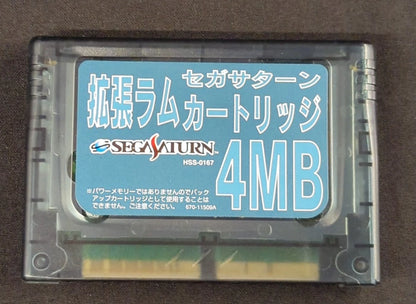 セガサターン
拡張ラムカートリッジ
SEGA SATURN
HSS-0167
4MB
※パワーメモリーではありませんのでバック
アップカートリッジとして使用することは
できません。ご注意ください。
670-11509A